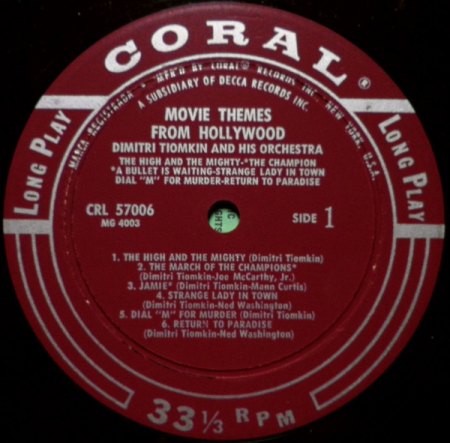 CORAL®
MARCA REGISTRADA • MFR'D BY CORAL® RECORDS INC., NEW YORK, U.S.A.
A SUBSIDIARY OF DECCA RECORDS INC.
LONG PLAY
LONG PLAY
MOVIE THEMES
FROM HOLLYWOOD
DIMITRI TIOMKIN AND HIS ORCHESTRA
THE HIGH AND THE MIGHTY-*THE CHAMPION
*A BULLET IS WAITING-STRANGE LADY IN TOWN
DIAL "M" FOR MURDER-RETURN TO PARADISE
CRL 57006
MG 4003
SIDE 1
1. THE HIGH AND THE MIGHTY (Dimitri Tiomkin)
2. THE MARCH OF THE CHAMPIONS*
(Dimitri Tiomkin-Joe McCarthy, Jr.)
3. JAMIE* (Dimitri Tiomkin-Mann Curtis)
4. STRANGE LADY IN TOWN
(Dimitri Tiomkin-Ned Washington)
5. DIAL "M" FOR MURDER (Dimitri Tiomkin)
6. RETURN TO PARADISE
(Dimitri Tiomkin-Ned Washington)
33 1/3 RPM